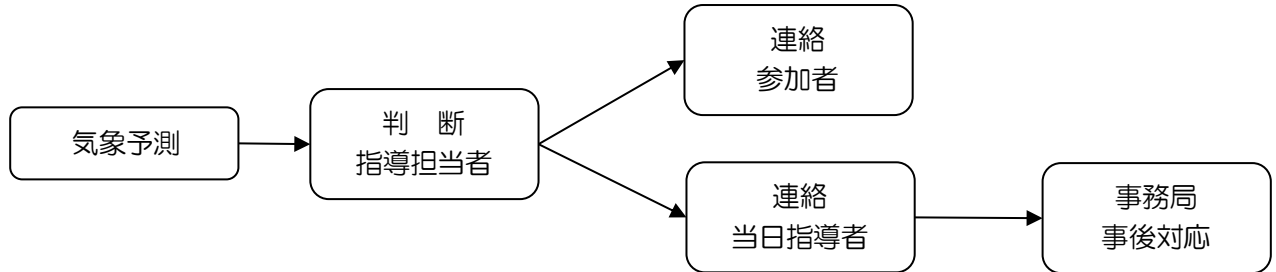 気象予測
判　断
指導担当者
連絡
参加者
連絡
当日指導者
事務局
事後対応